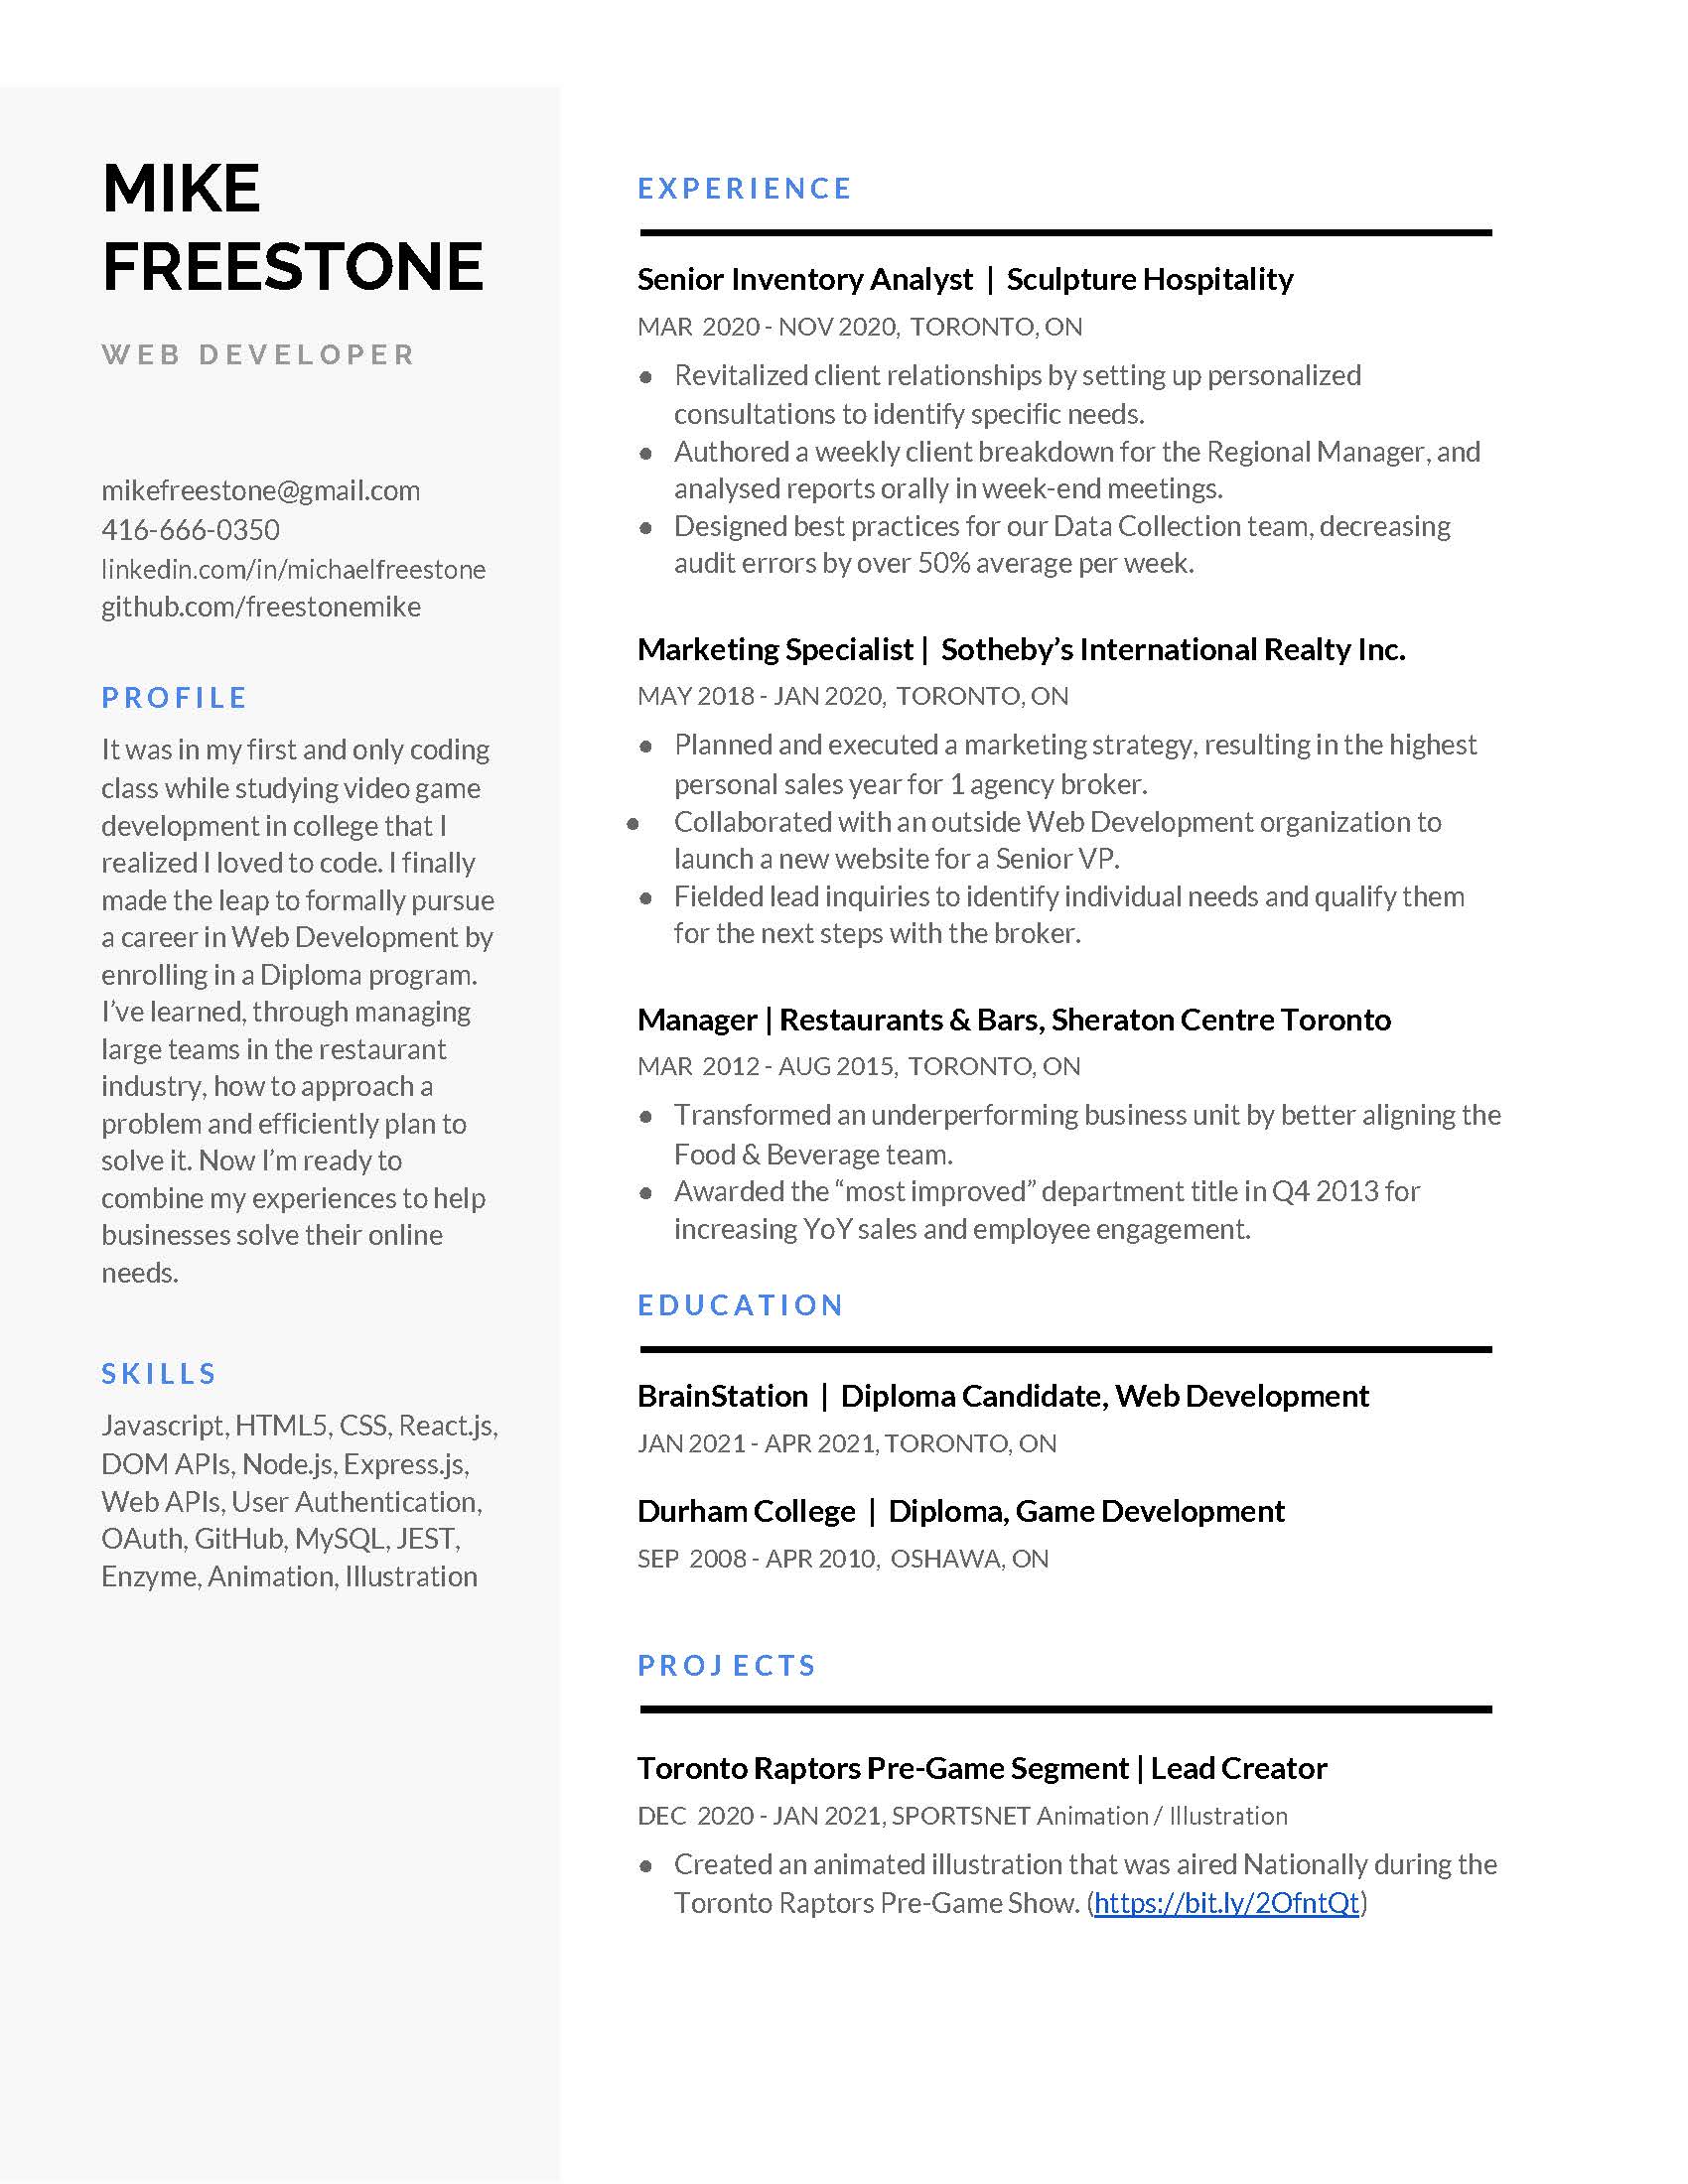 MIKE
FREESTONE
WEB DEVELOPER
mikefreestone@gmail.com
416-666-0350
linkedin.com/in/michaelfreestone
github.com/freestonemike
PROFILE
It was in my first and only coding
class while studying video game
development in college that I
realized I loved to code. I finally
made the leap to formally pursue
a career in Web Development by
enrolling in a Diploma program.
I’ve learned, through managing
large teams in the restaurant
industry, how to approach a
problem and efficiently plan to
solve it. Now I’m ready to
combine my experiences to help
businesses solve their online
needs.
SKILLS
Javascript, HTML5, CSS, React.js,
DOM APIs, Node.js, Express.js,
Web APIs, User Authentication,
OAuth, GitHub, MySQL, JEST,
Enzyme, Animation, Illustration
EXPERIENCE
Senior Inventory Analyst | Sculpture Hospitality
MAR 2020 - NOV 2020, TORONTO, ON
● Revitalized client relationships by setting up personalized
consultations to identify specific needs.
● Authored a weekly client breakdown for the Regional Manager, and
analysed reports orally in week-end meetings.
● Designed best practices for our Data Collection team, decreasing
audit errors by over 50% average per week.
Marketing Specialist | Sotheby’s International Realty Inc.
MAY 2018 - JAN 2020, TORONTO, ON
● Planned and executed a marketing strategy, resulting in the highest
personal sales year for 1 agency broker.
● Collaborated with an outside Web Development organization to
launch a new website for a Senior VP.
● Fielded lead inquiries to identify individual needs and qualify them
for the next steps with the broker.
Manager | Restaurants & Bars, Sheraton Centre Toronto
MAR 2012 - AUG 2015, TORONTO, ON
● Transformed an underperforming business unit by better aligning the
Food & Beverage team.
● Awarded the “most improved” department title in Q4 2013 for
increasing YoY sales and employee engagement.
EDUCATION
BrainStation | Diploma Candidate, Web Development
JAN 2021 - APR 2021, TORONTO, ON
Durham College | Diploma, Game Development
SEP 2008 - APR 2010, OSHAWA, ON
PROJECTS
Toronto Raptors Pre-Game Segment | Lead Creator
DEC 2020 - JAN 2021, SPORTSNET Animation / Illustration
● Created an animated illustration that was aired Nationally during the
Toronto Raptors Pre-Game Show. (https://bit.ly/2OfntQt)